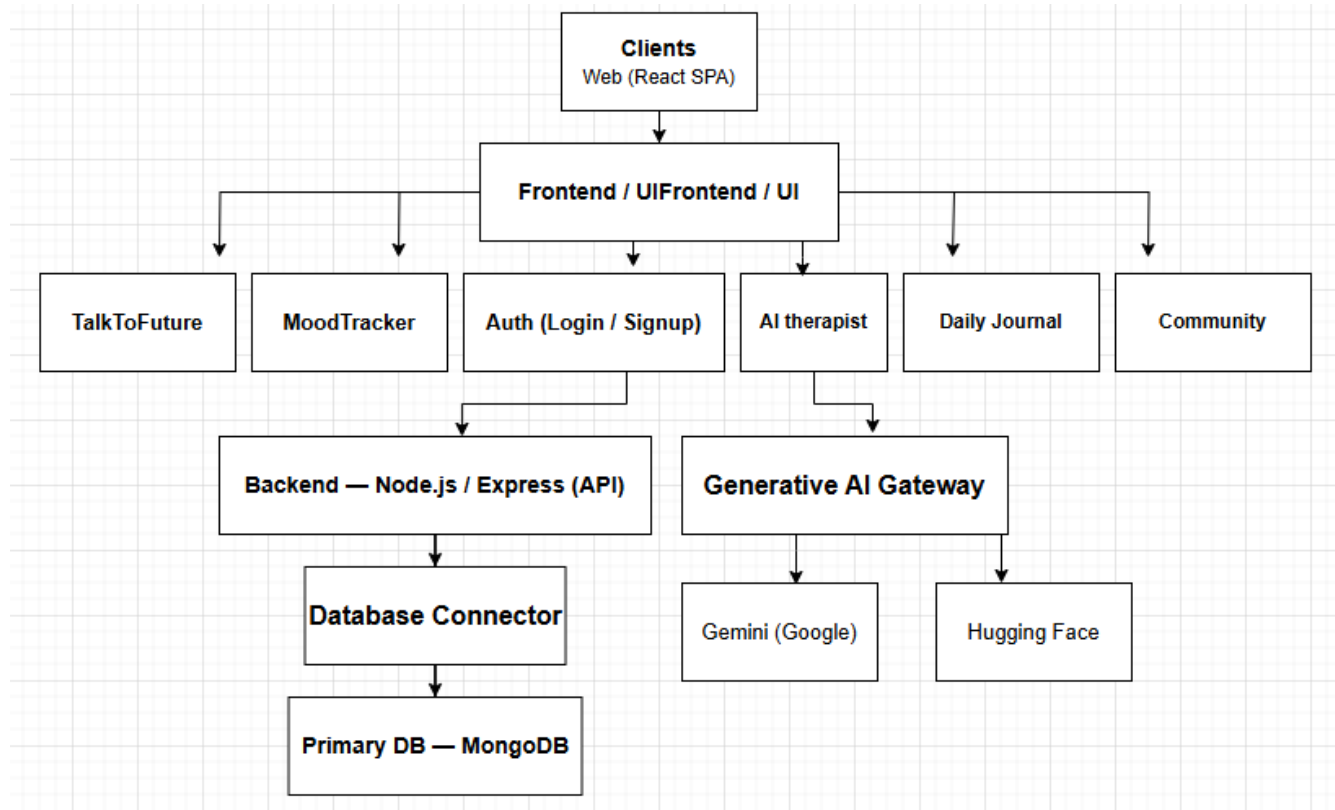 Clients
Web (React SPA)
Frontend / UIFrontend / UI
TalkToFuture
MoodTracker
Auth (Login / Signup)
AI therapist
Daily Journal
Community
Backend — Node.js / Express (API)
Generative AI Gateway
Database Connector
Gemini (Google)
Hugging Face
Primary DB — MongoDB